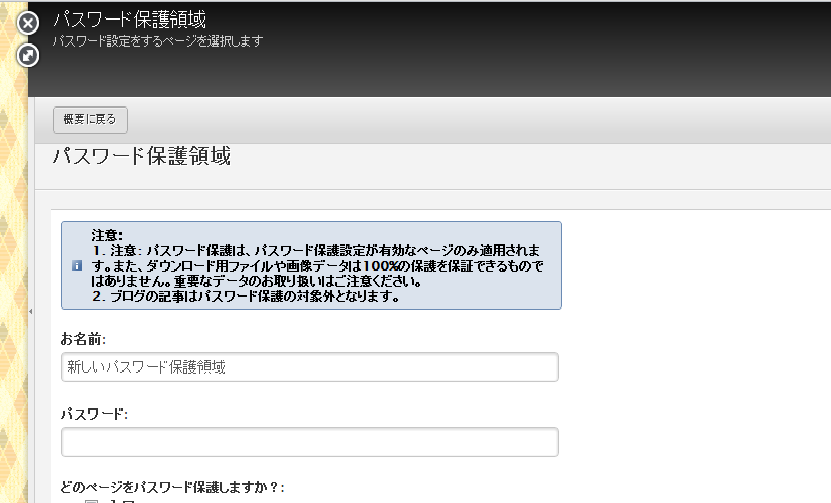 パスワード保護領域
パスワード設定をするページを選択します
概要に戻る
パスワード保護領域
注意:
1. 注意: パスワード保護は、パスワード保護設定が有効なページのみ適用されま
す。また、ダウンロード用ファイルや画像データは100%の保護を保証できるもので
はありません。重要なデータのお取り扱いはご注意ください。
2. ブログの記事はパスワード保護の対象外となります。
お名前:
新しいパスワード保護領域
パスワード:
どのページをパスワード保護しますか？: